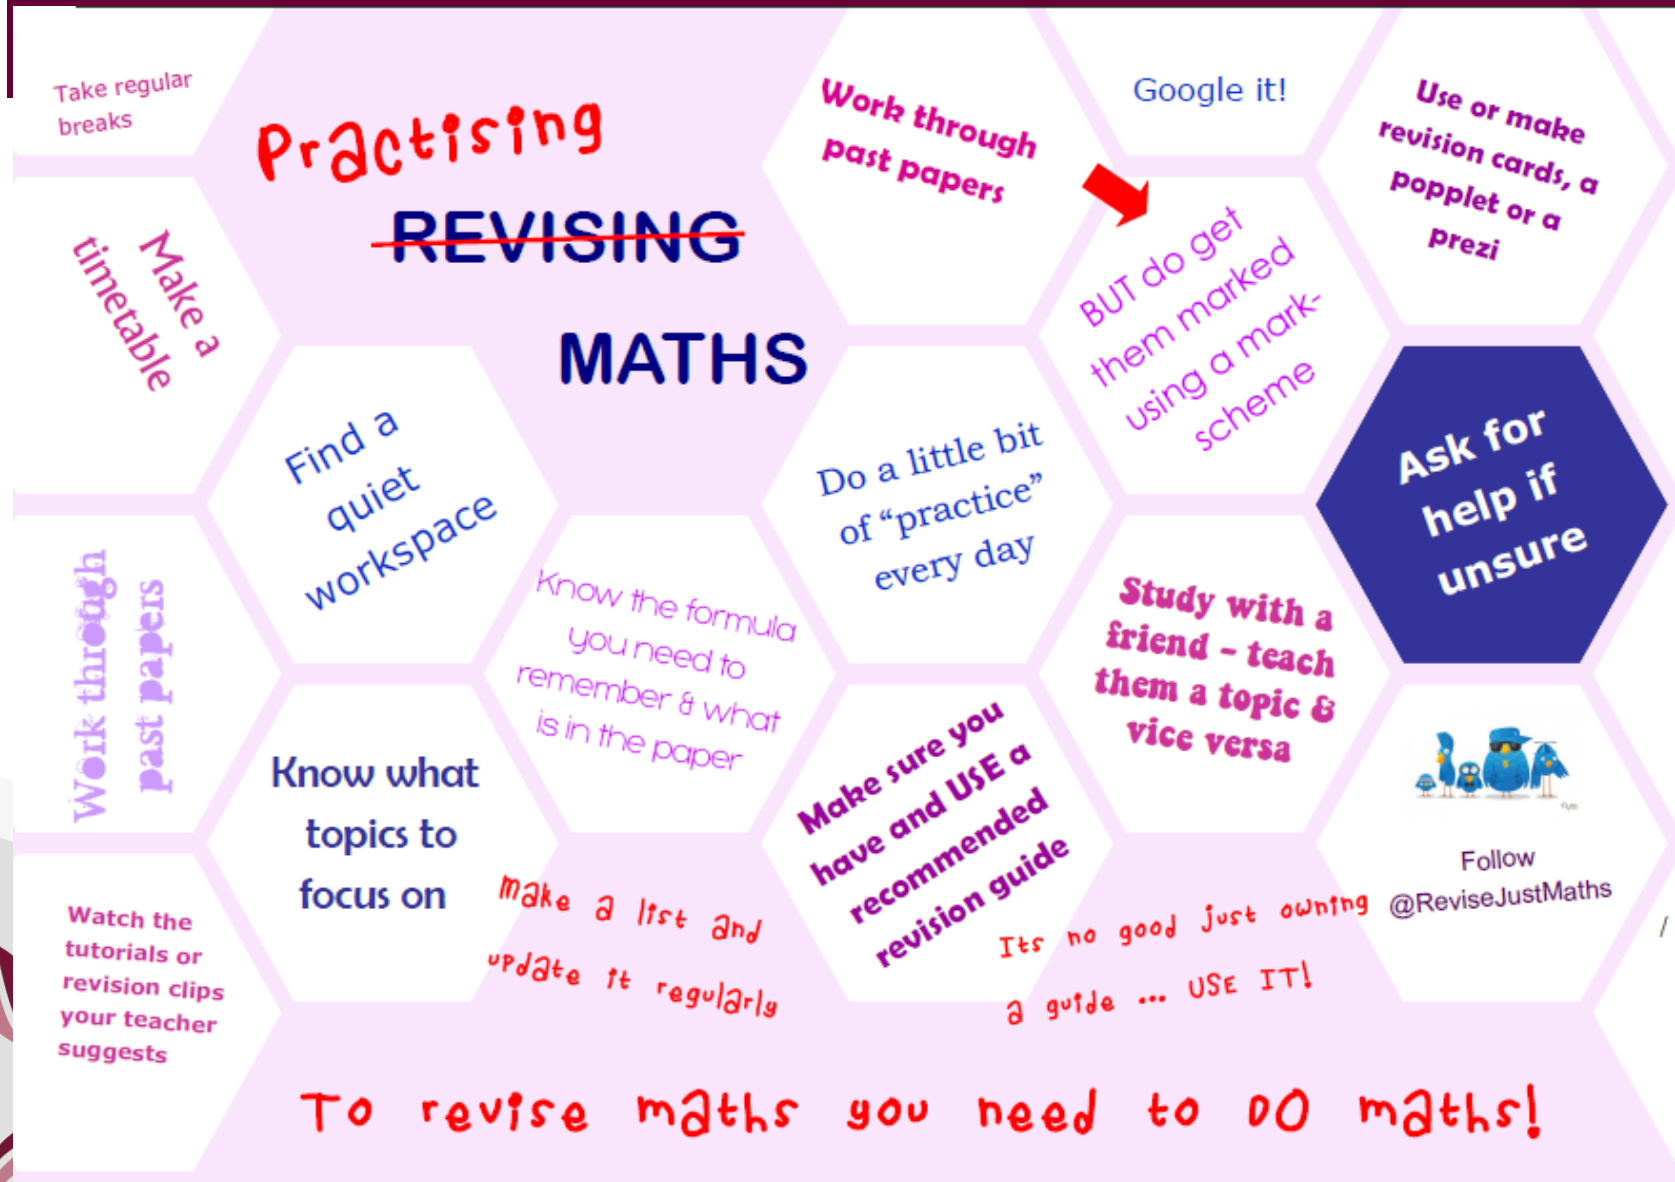 Take regular
breaks
Practising
REVISING
MATHS
Work through
past papers
Google it!
Use or make
revision cards, a
popplet or a
prezi
Make a
timetable
BUT do get
them marked
using a mark-
scheme
Find a
quiet
workspace
Do a little bit
of “practice”
every day
Ask for
help if
unsure
Work through
past papers
Know the formula
you need to
remember & what
is in the paper
Study with a
friend – teach
them a topic &
vice versa
Know what
topics to
focus on
make a list and
update it regularly
Make sure you
have and USE a
recommended
revision guide
Its no good just owning
a guide ... USE IT!
Follow
@ReviseJustMaths
/
Watch the
tutorials or
revision clips
your teacher
suggests
To revise maths you need to DO maths!